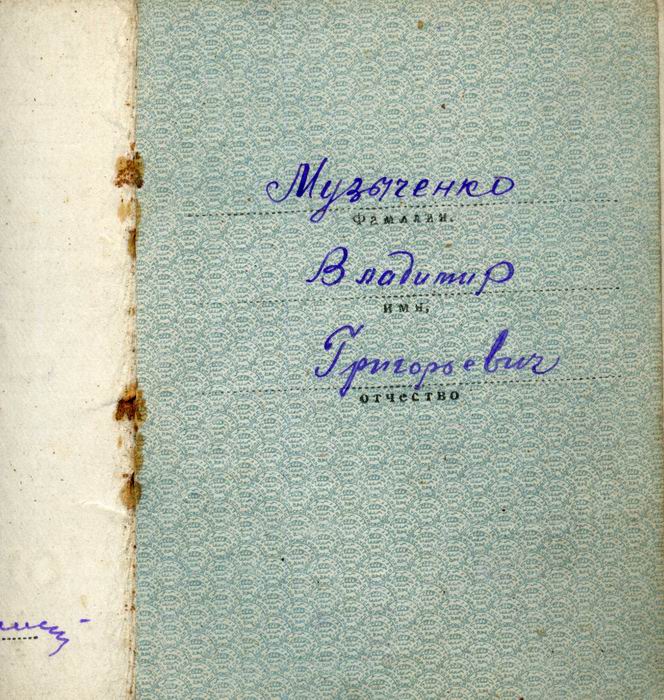 Музыченко
Фамилия.
Владимир
имя,
Григорьевич
отчество